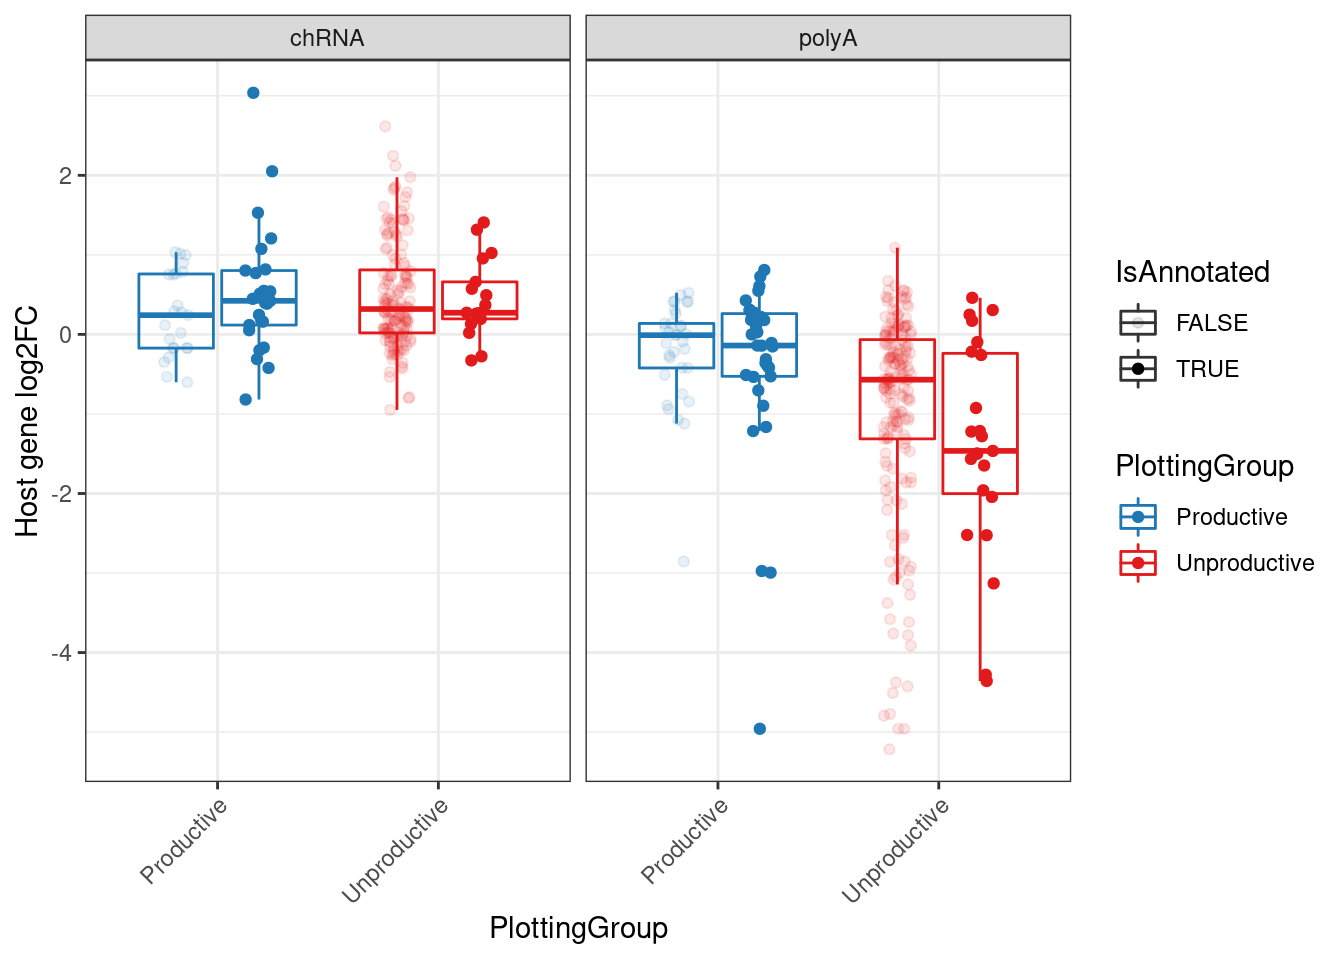 chRNA
polyA
Host gene log2FC
2
0
-2
-4
Productive
Unproductive
Productive
Unproductive
PlottingGroup
IsAnnotated
FALSE
TRUE
PlottingGroup
Productive
Unproductive